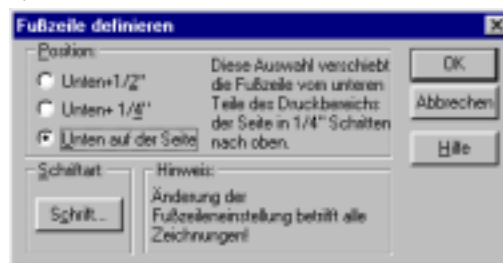 Fußzeile definieren
Position:
Unten+1/2"
Unten+ 1/4"
Unten auf der Seite
Diese Auswahl verschiebt
die Fußzeile vom unteren
Teile des Druckbereichs
der Seite in 1/4" Schritten
nach oben.
OK
Abbrechen
Hilfe
Schriftart
Schrift...
Hinweis:
Änderung der
Fußzeileneinstellung betrifft alle
Zeichnungen!